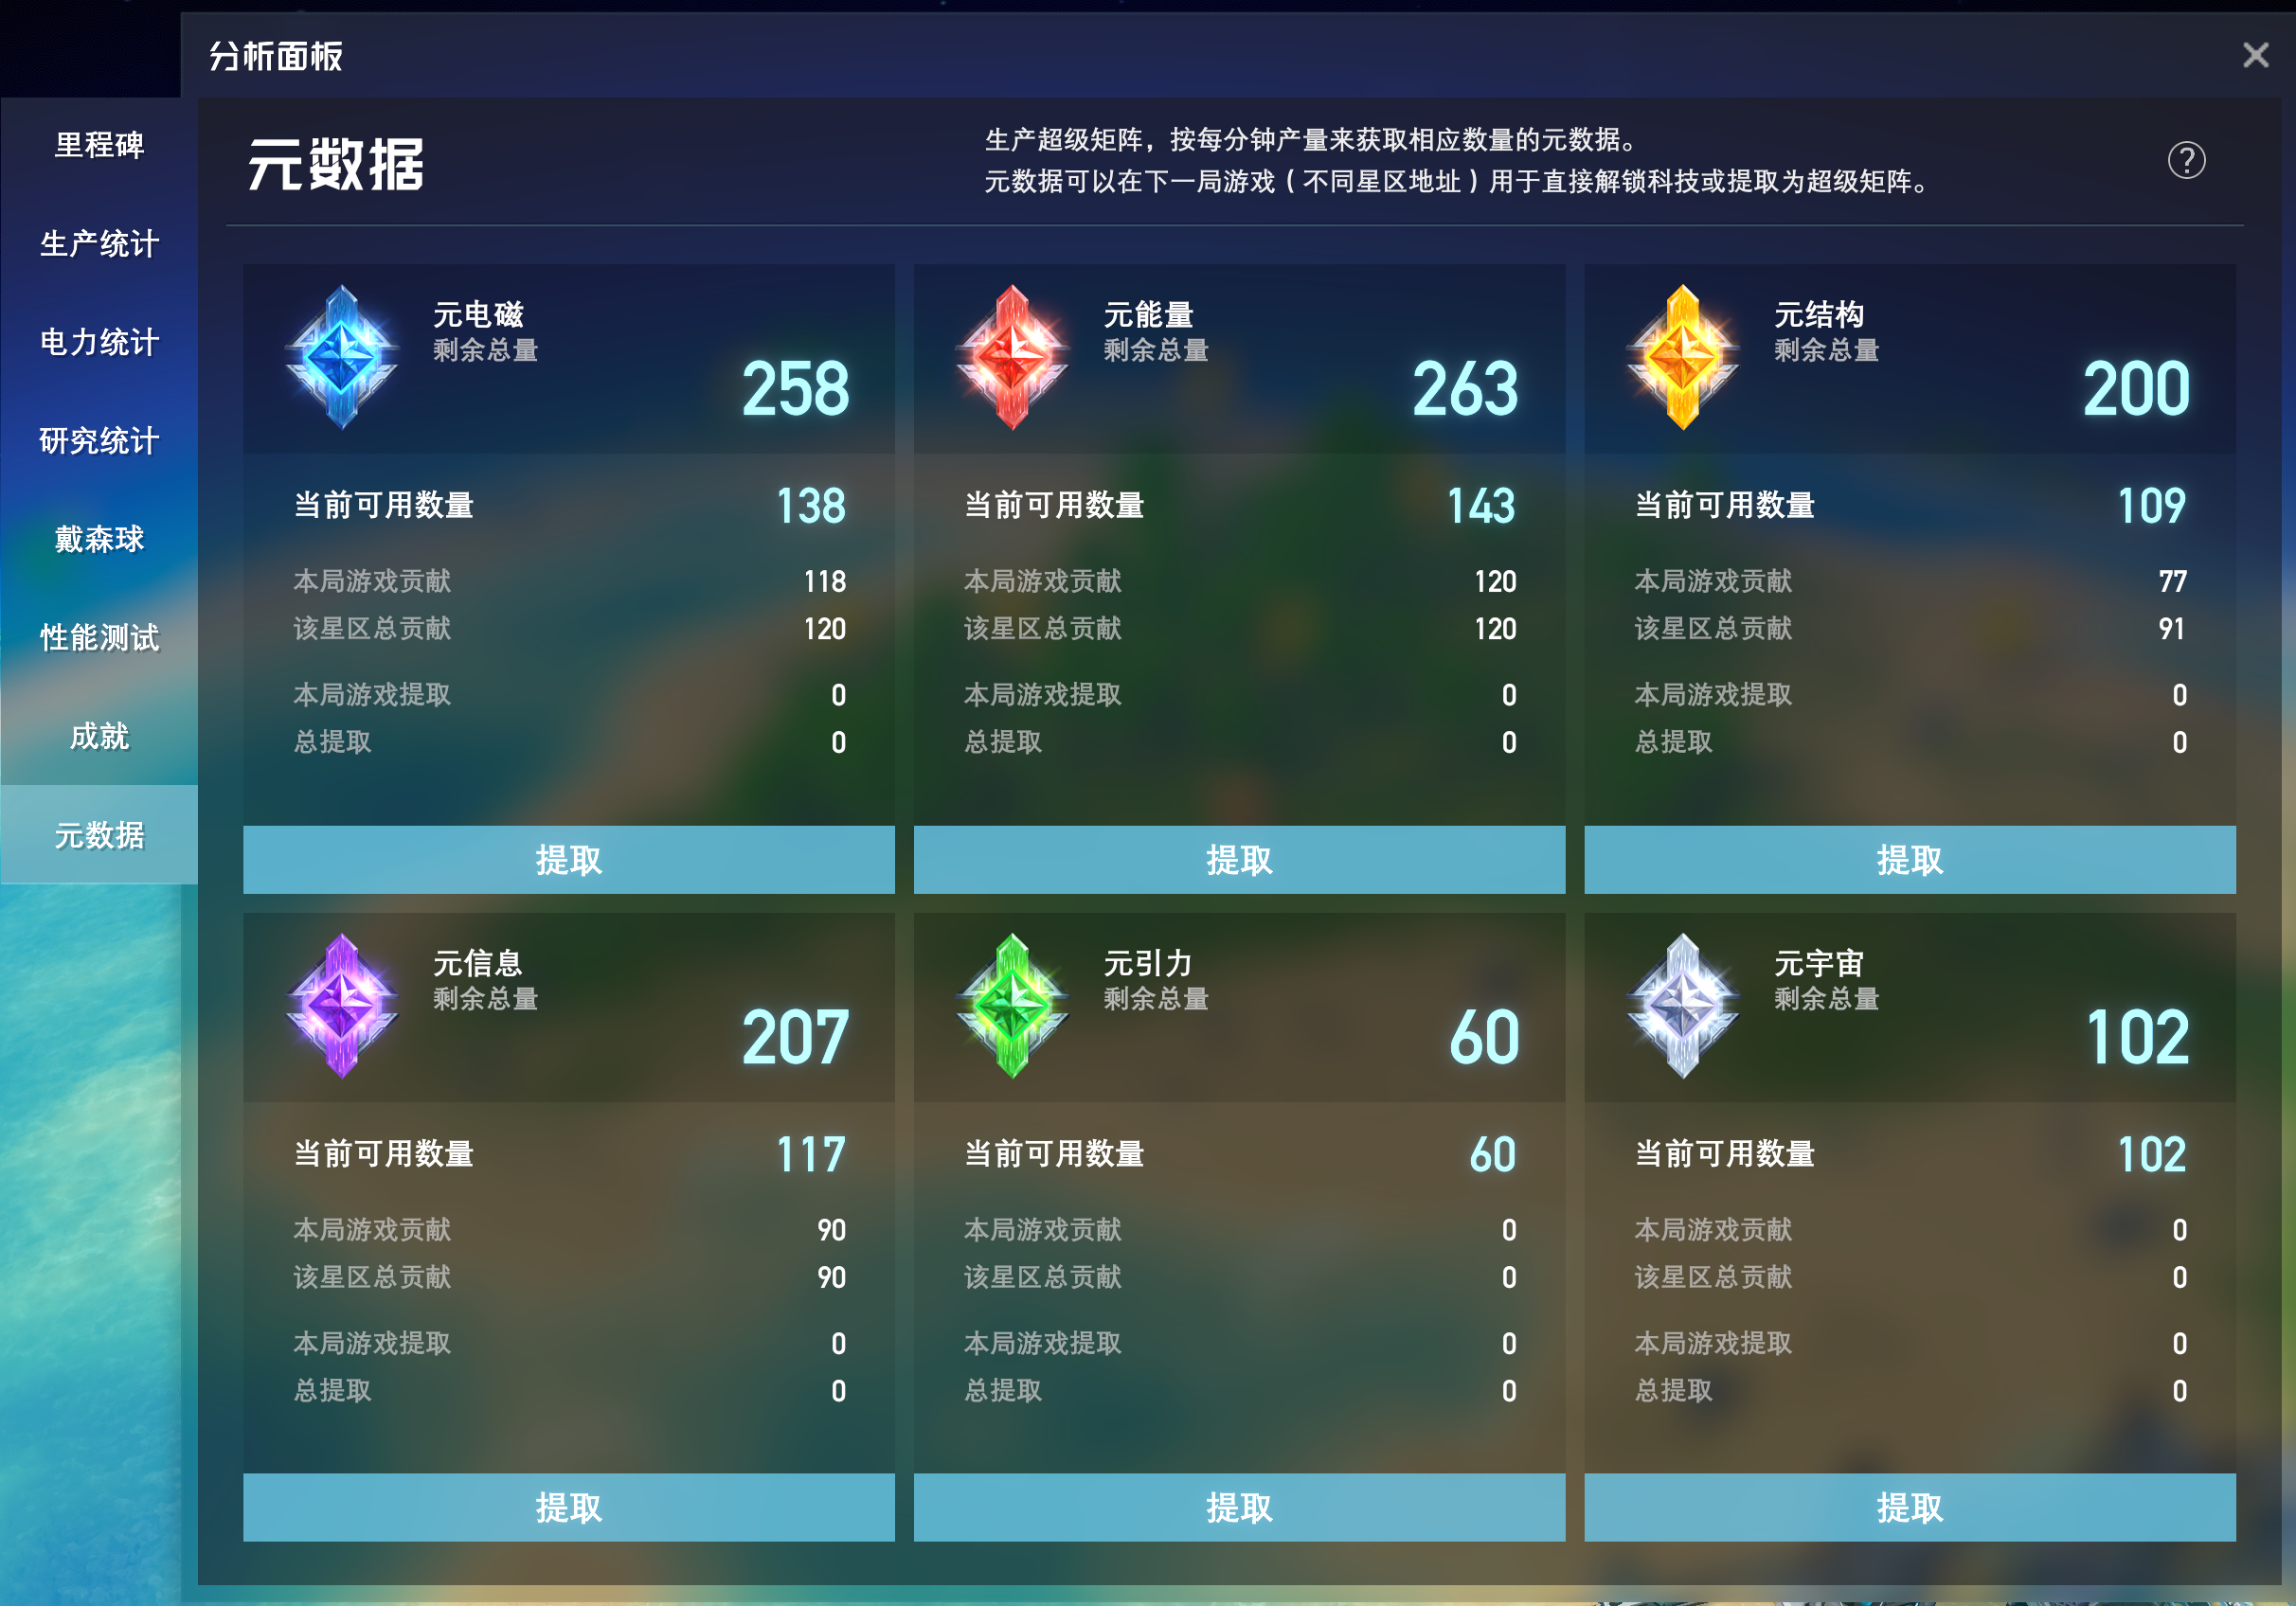 分析面板
里程碑
生产统计
电力统计
研究统计
戴森球
性能测试
成就
元数据
元数据
生产超级矩阵，按每分钟产量来获取相应数量的元数据。
元数据可以在下一局游戏（不同星区地址）用于直接解锁科技或提取为超级矩阵。
?
元电磁
剩余总量
258
当前可用数量 138
本局游戏贡献 118
该星区总贡献 120
本局游戏提取 0
总提取 0
提取
元能量
剩余总量
263
当前可用数量 143
本局游戏贡献 120
该星区总贡献 120
本局游戏提取 0
总提取 0
提取
元结构
剩余总量
200
当前可用数量 109
本局游戏贡献 77
该星区总贡献 91
本局游戏提取 0
总提取 0
提取
元信息
剩余总量
207
当前可用数量 117
本局游戏贡献 90
该星区总贡献 90
本局游戏提取 0
总提取 0
提取
元引力
剩余总量
60
当前可用数量 60
本局游戏贡献 0
该星区总贡献 0
本局游戏提取 0
总提取 0
提取
元宇宙
剩余总量
102
当前可用数量 102
本局游戏贡献 0
该星区总贡献 0
本局游戏提取 0
总提取 0
提取